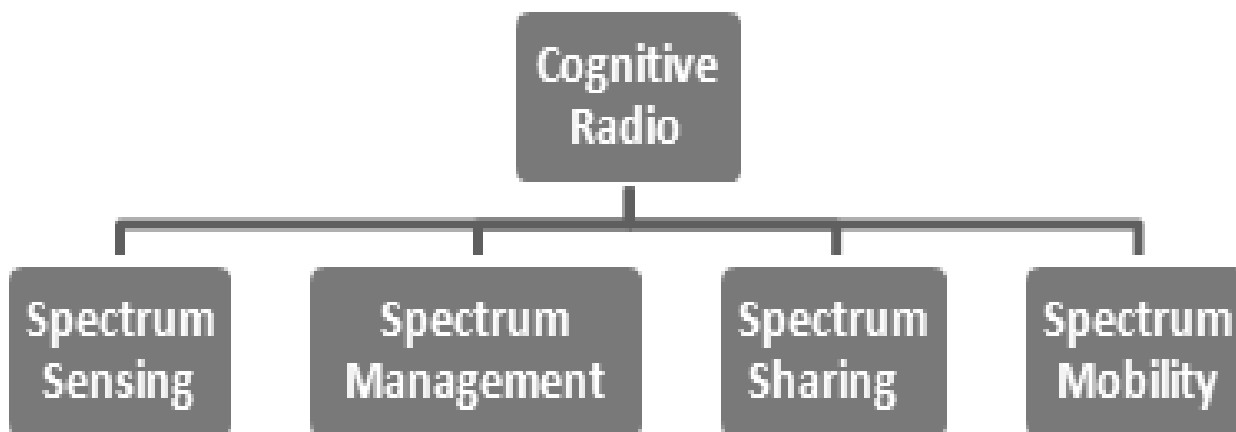 Cognitive
Radio
Spectrum
Sensing
Spectrum
Management
Spectrum
Sharing
Spectrum
Mobility